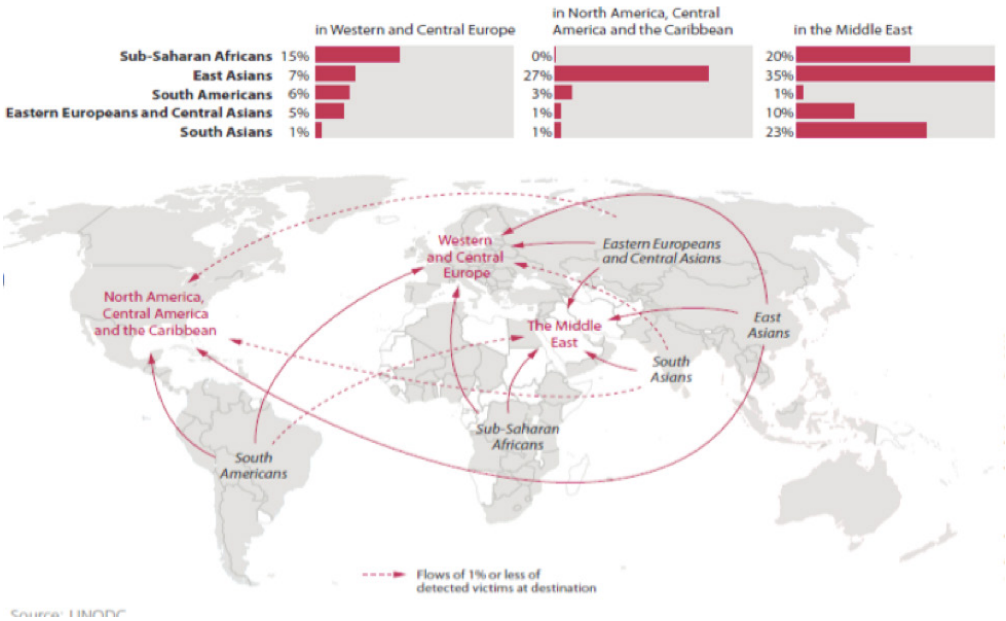 in Western and Central Europe
in North America, Central
America and the Caribbean
in the Middle East
Sub-Saharan Africans 15% 0% 20%
East Asians 7% 27% 35%
South Americans 6% 3% 1%
Eastern Europeans and Central Asians 5% 1% 10%
South Asians 1% 1% 23%
Western
and Central
Europe
Eastern Europeans
and Central Asians
North America,
Central America
and the Caribbean
The Middle
East
East
Asians
South
Asians
Sub-Saharan
Africans
South
Americans
Flows of 1% or less of
detected victims at destination
Source: UNODC